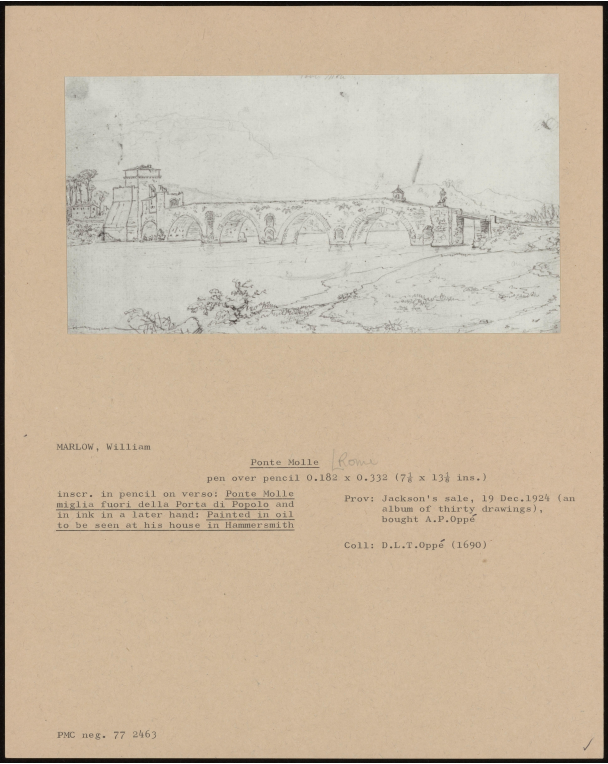 MARLOW, William
Ponte Molle [Rome
pen over pencil 0.182 x 0.332 (7⅛ x 13⅛ ins.)
inscr. in pencil on verso: Ponte Molle
miglia fuori della Porta di Popolo and
in ink in a later hand: Painted in oil
to be seen at his house in Hammersmith
Prov: Jackson's sale, 19 Dec.1924 (an
album of thirty drawings),
bought A.P.Oppé
Coll: D.L.T.Oppé (1690)
PMC neg. 77 2463